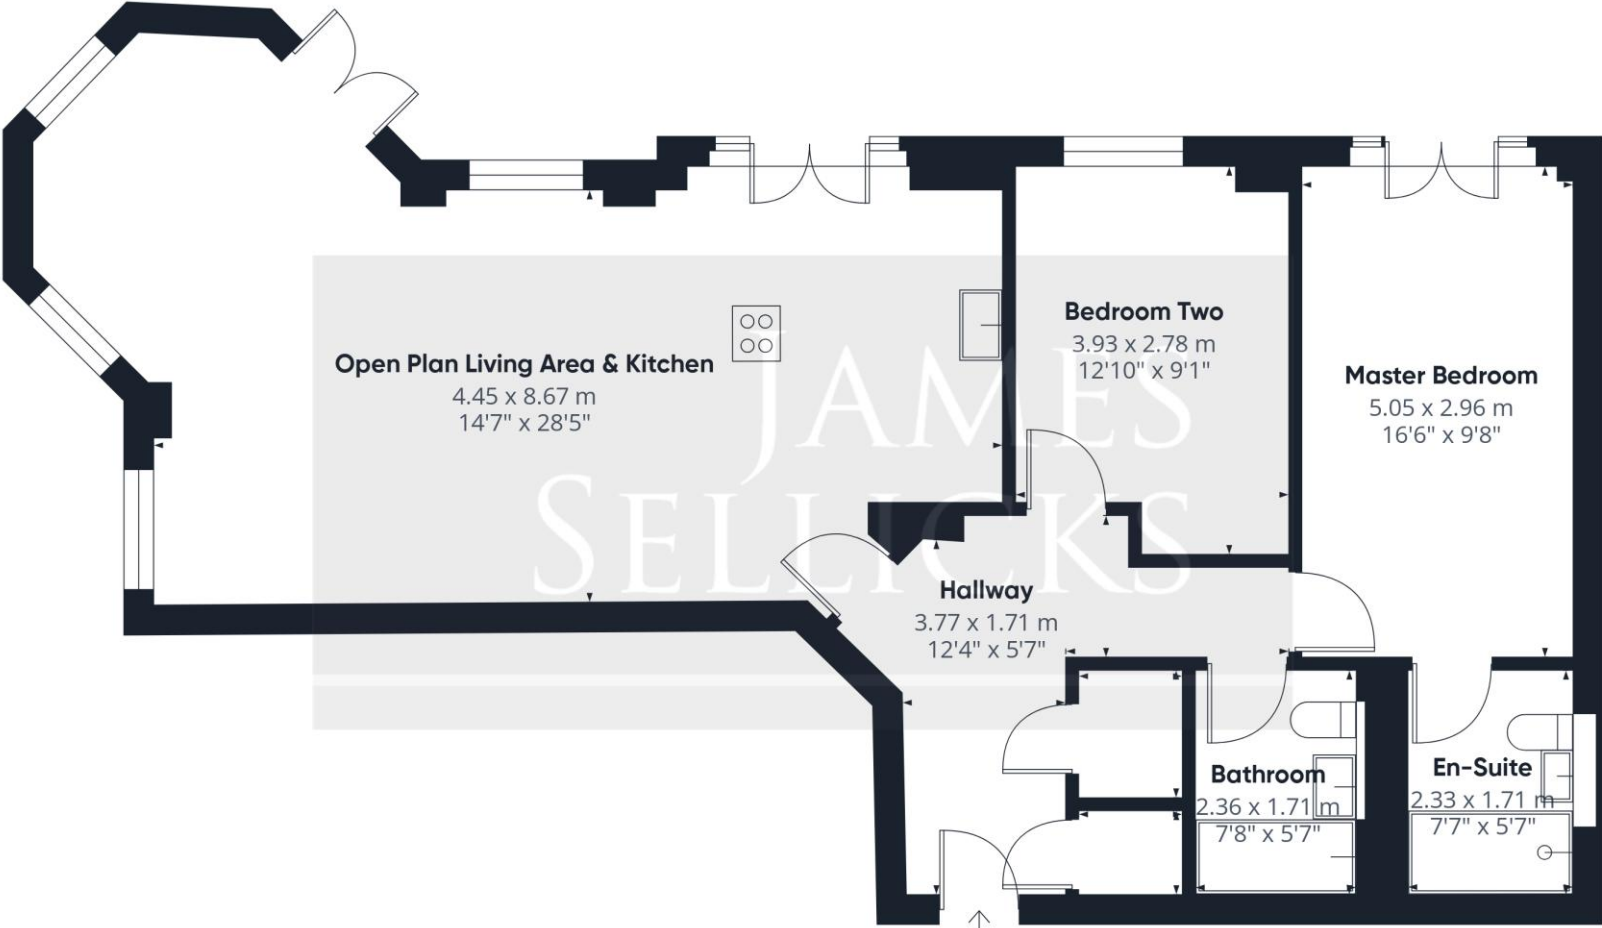 Open Plan Living Area & Kitchen
4.45 x 8.67 m
14'7" x 28'5"
Bedroom Two
3.93 x 2.78 m
12'10" x 9'1"
Master Bedroom
5.05 x 2.96 m
16'6" x 9'8"
JAMES
SELLICKS
Hallway
3.77 x 1.71 m
12'4" x 5'7"
Bathroom
2.36 x 1.71 m
7'8" x 5'7"
En-Suite
2.33 x 1.71 m
7'7" x 5'7"